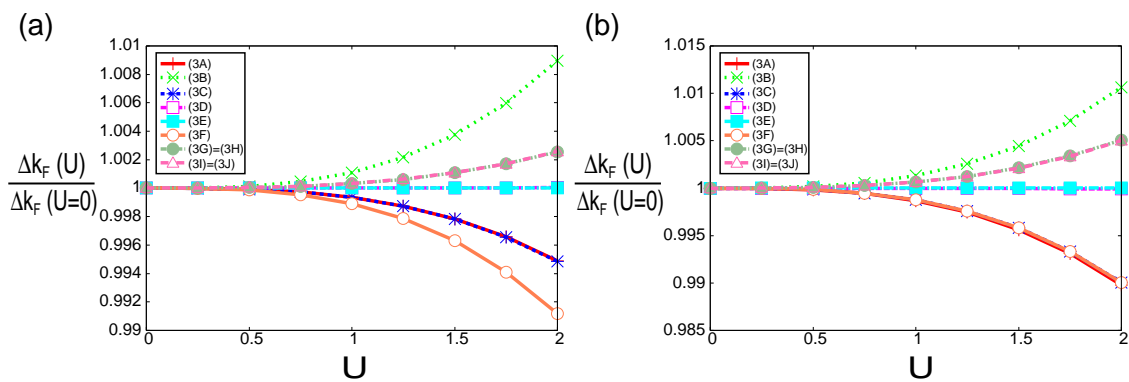 (a)
1.01
1.008
1.006
1.004
1.002
1
0.998
0.996
0.994
0.992
0.99
0
0.5
1
1.5
2
U
Δk_F (U)
Δk_F (U=0)
(3A)
(3B)
(3C)
(3D)
(3E)
(3F)
(3G)=(3H)
(3I)=(3J)
(b)
1.015
1.01
1.005
1
0.995
0.99
0.985
0
0.5
1
1.5
2
U
Δk_F (U)
Δk_F (U=0)
(3A)
(3B)
(3C)
(3D)
(3E)
(3F)
(3G)=(3H)
(3I)=(3J)